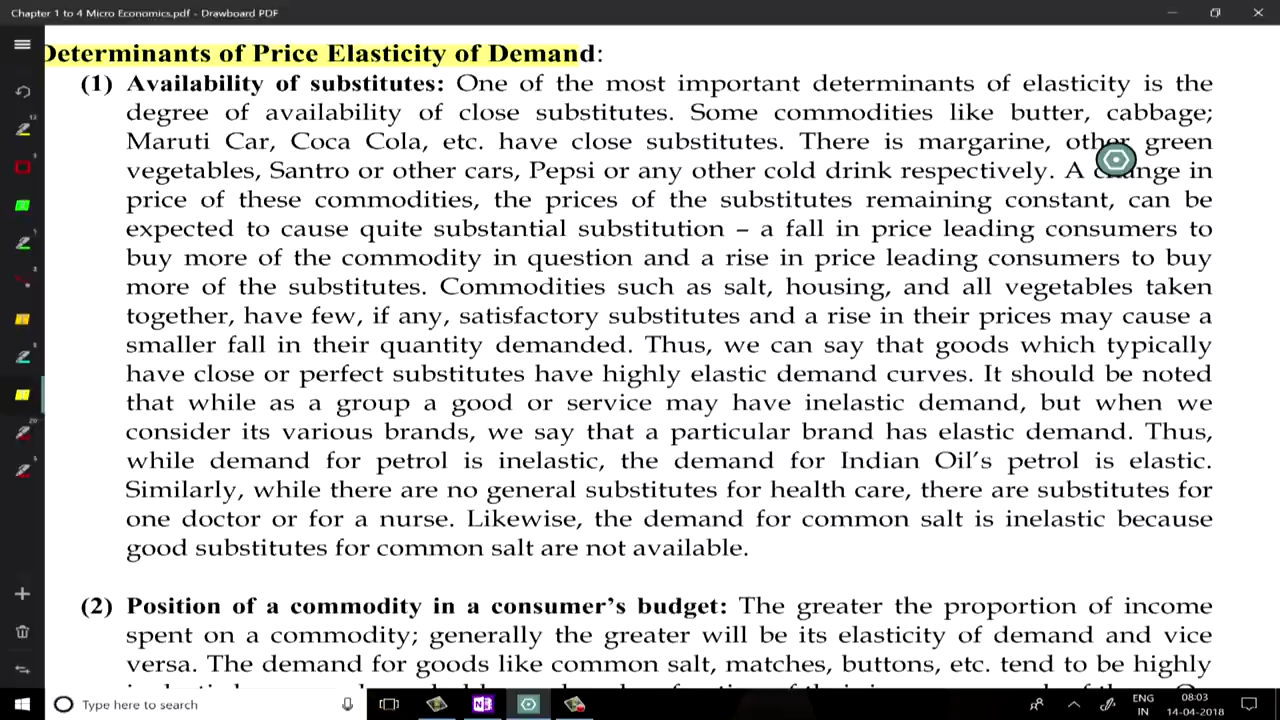 Chapter 1 to 4 Micro Economics.pdf - Drawboard PDF
Determinants of Price Elasticity of Demand:
(1) Availability of substitutes: One of the most important determinants of elasticity is the
degree of availability of close substitutes. Some commodities like butter, cabbage;
Maruti Car, Coca Cola, etc. have close substitutes. There is margarine, other green
vegetables, Santro or other cars, Pepsi or any other cold drink respectively. A change in
price of these commodities, the prices of the substitutes remaining constant, can be
expected to cause quite substantial substitution – a fall in price leading consumers to
buy more of the commodity in question and a rise in price leading consumers to buy
more of the substitutes. Commodities such as salt, housing, and all vegetables taken
together, have few, if any, satisfactory substitutes and a rise in their prices may cause a
smaller fall in their quantity demanded. Thus, we can say that goods which typically
have close or perfect substitutes have highly elastic demand curves. It should be noted
that while as a group a good or service may have inelastic demand, but when we
consider its various brands, we say that a particular brand has elastic demand. Thus,
while demand for petrol is inelastic, the demand for Indian Oil's petrol is elastic.
Similarly, while there are no general substitutes for health care, there are substitutes for
one doctor or for a nurse. Likewise, the demand for common salt is inelastic because
good substitutes for common salt are not available.
(2) Position of a commodity in a consumer's budget: The greater the proportion of income
spent on a commodity; generally the greater will be its elasticity of demand and vice
versa. The demand for goods like common salt, matches, buttons, etc. tend to be highly
Type here to search
ENG
IN
08:03
14-04-2018